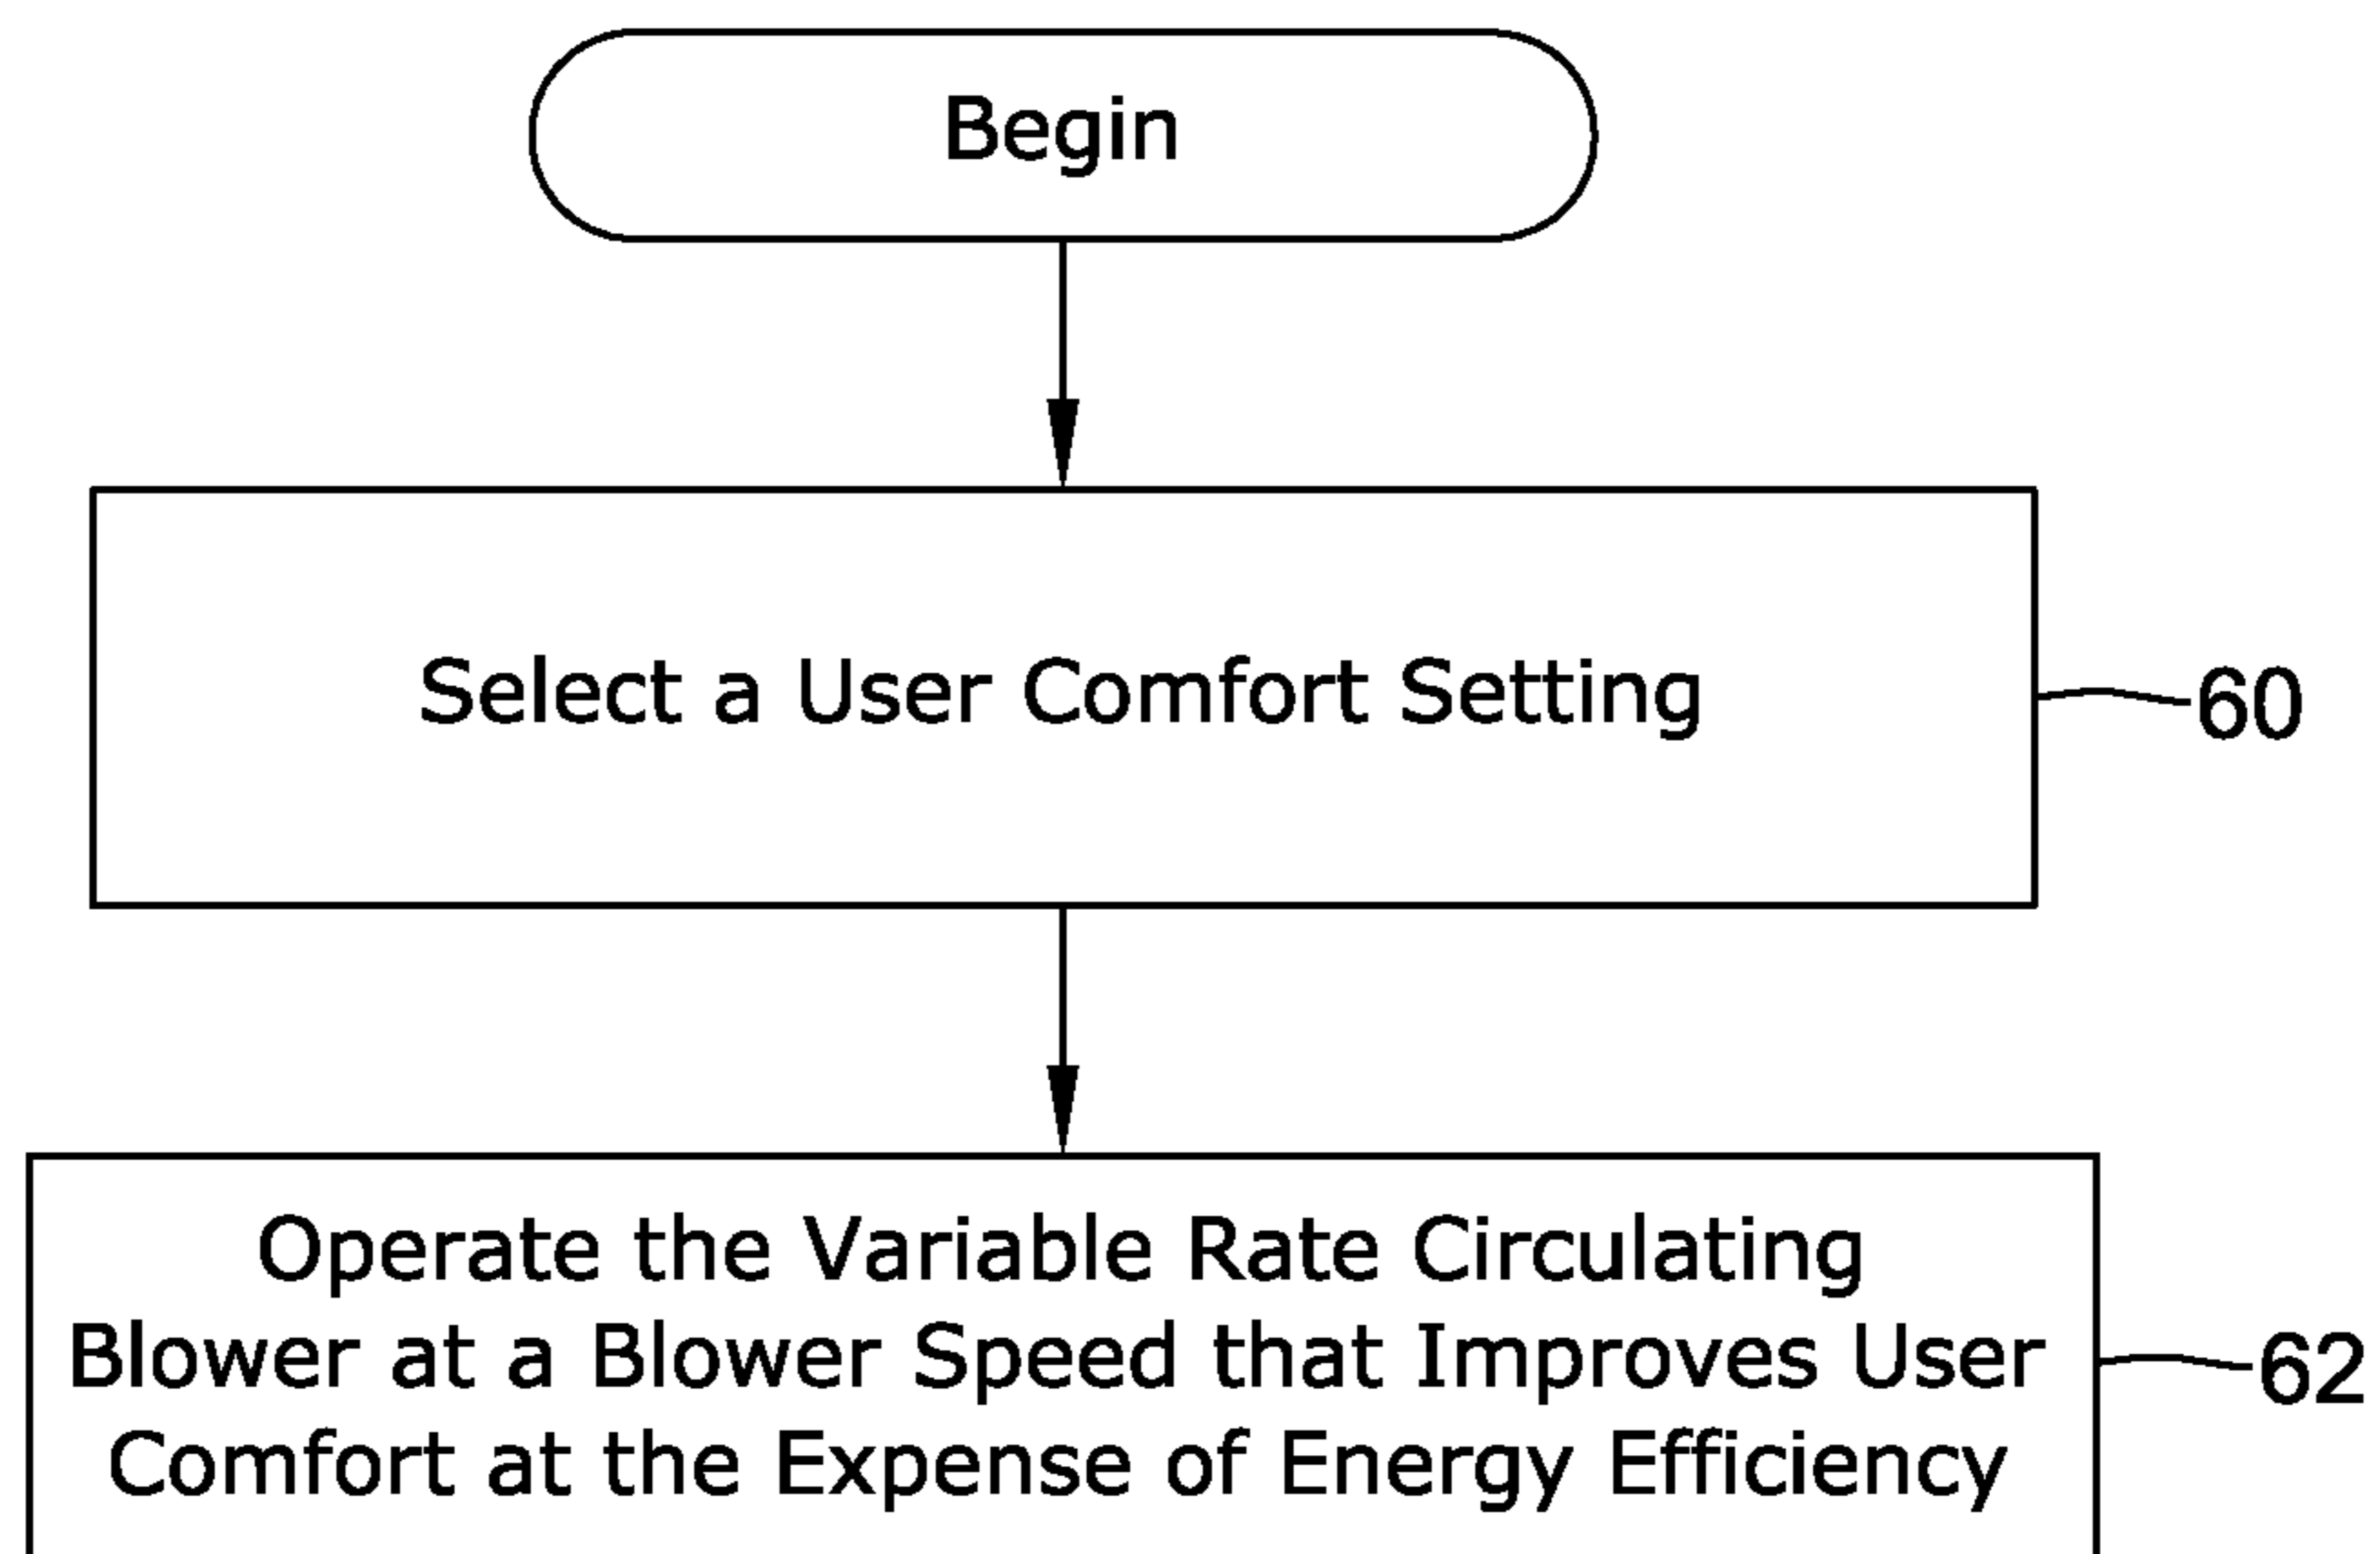 Begin
Select a User Comfort Setting
60
Operate the Variable Rate Circulating
Blower at a Blower Speed that Improves User
62
Comfort at the Expense of Energy Efficiency